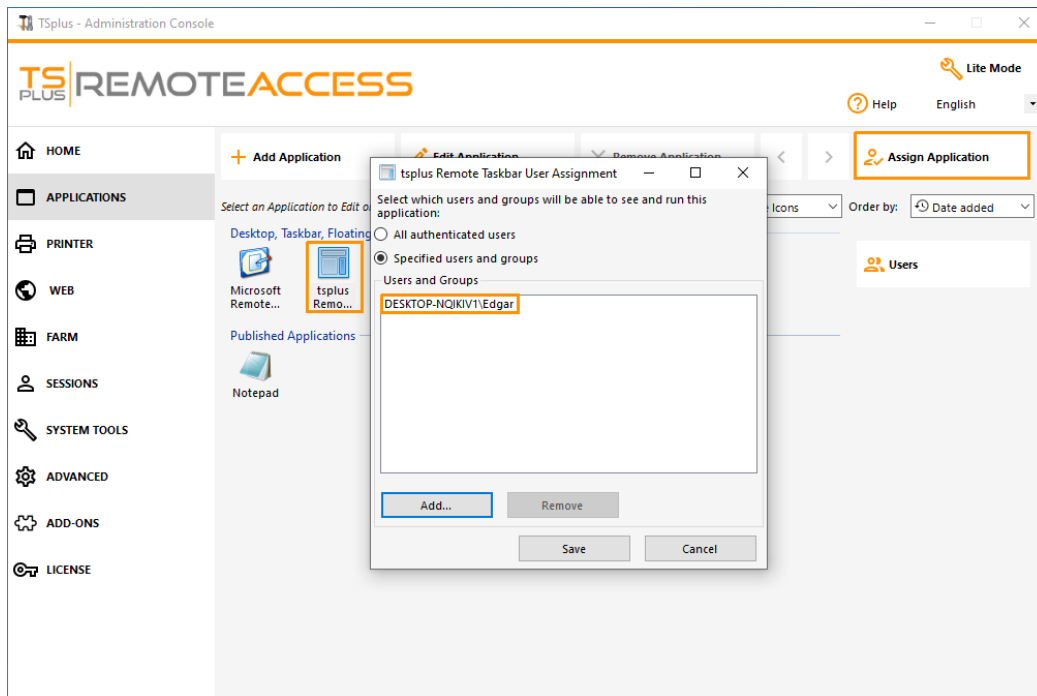 TSplus - Administration Console
TS PLUS REMOTEACCESS
Lite Mode
Help
English
HOME
APPLICATIONS
PRINTER
WEB
FARM
SESSIONS
SYSTEM TOOLS
ADVANCED
ADD-ONS
LICENSE
Add Application
Edit Application
Remove Application
Assign Application
Select an Application to Edit
Icons
Order by:
Date added
Desktop, Taskbar, Floating
Microsoft
Remote...
tsplus
Remo...
Published Applications
Notepad
Users
tsplus Remote Taskbar User Assignment
Select which users and groups will be able to see and run this
application:
All authenticated users
Specified users and groups
Users and Groups
DESKTOP-NQIKIV1\Edgar
Add...
Remove
Save
Cancel